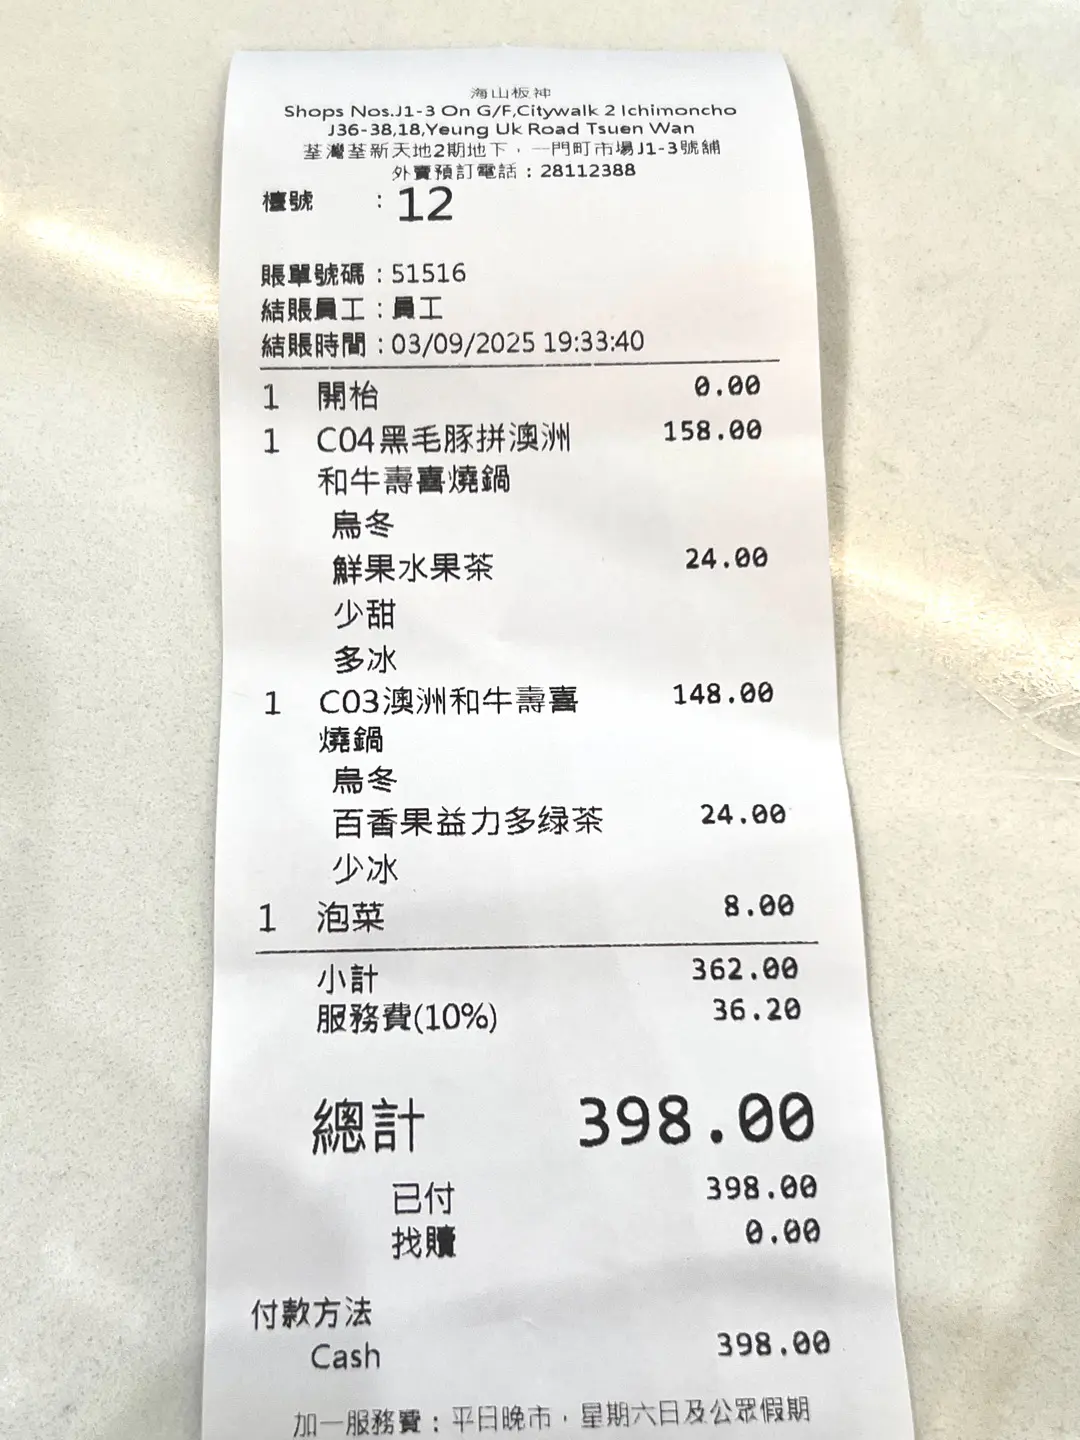 海山板神
Shops Nos.J1-3 On G/F,Citywalk 2 Ichimoncho
J36-38,18,Yeung Uk Road Tsuen Wan
荃灣荃新天地2期地下，一門町市場J1-3號舖
外賣預訂電話：28112388
檯號 : 12
賬單號碼 : 51516
結賬員工 : 員工
結賬時間 : 03/09/2025 19:33:40
1 開枱 0.00
1 C04黑毛豚拼澳洲 158.00
和牛壽喜燒鍋
烏冬
鮮果水果茶 24.00
少甜
多冰
1 C03澳洲和牛壽喜 148.00
燒鍋
烏冬
百香果益力多绿茶 24.00
少冰
1 泡菜 8.00
小計 362.00
服務費(10%) 36.20
總計 398.00
已付 398.00
找贖 0.00
付款方法
Cash 398.00
加一服務費：平日晚市，星期六日及公眾假期